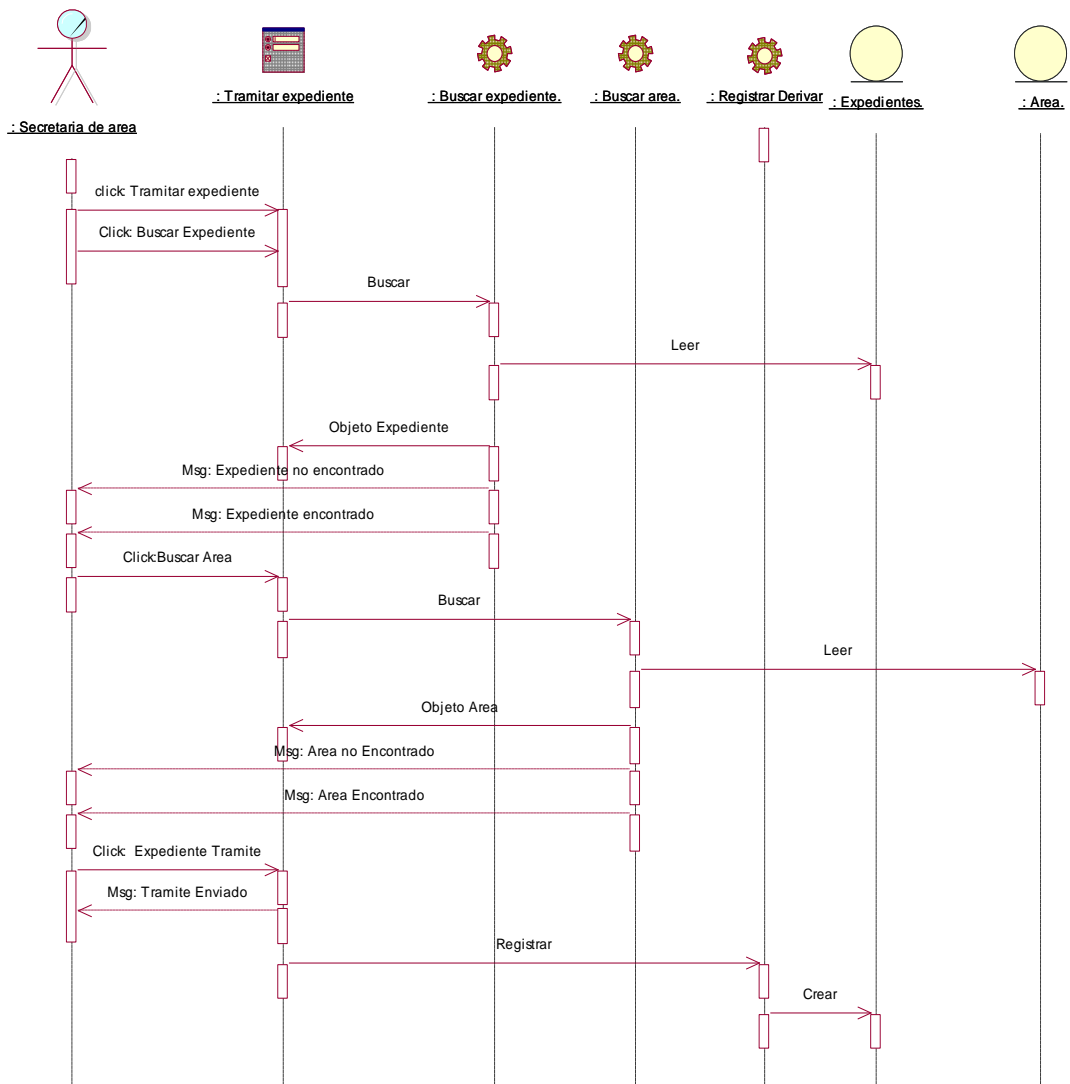 : Tramitar expediente
: Buscar expediente.
: Buscar area.
: Registrar Derivar
: Expedientes.
: Area.
: Secretaria de area
click: Tramitar expediente
Click: Buscar Expediente
Buscar
Leer
Objeto Expediente
Msg: Expediente no encontrado
Msg: Expediente encontrado
Click:Buscar Area
Buscar
Leer
Objeto Area
Msg: Area no Encontrado
Msg: Area Encontrado
Click: Expediente Tramite
Msg: Tramite Enviado
Registrar
Crear